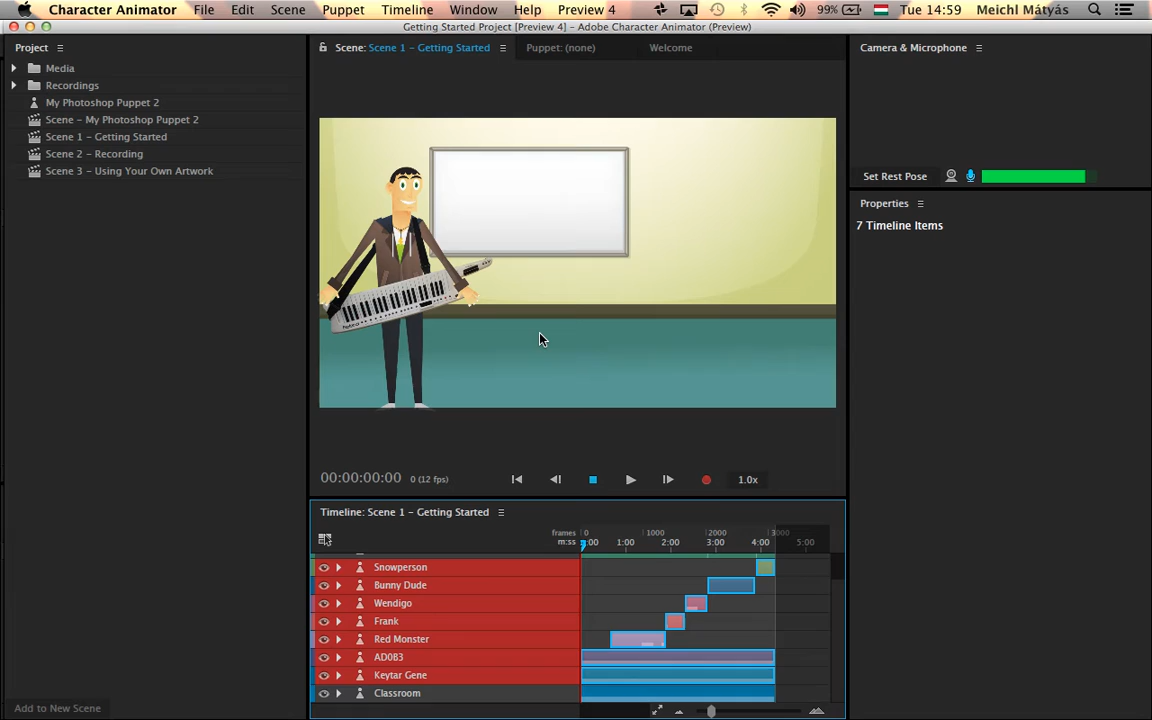 Character Animator File Edit Scene Puppet Timeline Window Help Preview 4 99% Tue 14:59 Meichl Mátyás
Getting Started Project [Preview 4] – Adobe Character Animator (Preview)
Project
Media
Recordings
My Photoshop Puppet 2
Scene – My Photoshop Puppet 2
Scene 1 – Getting Started
Scene 2 – Recording
Scene 3 – Using Your Own Artwork
Add to New Scene
Scene: Scene 1 – Getting Started Puppet: (none) Welcome
00:00:00:00 0 (12 fps) 1.0x
Timeline: Scene 1 – Getting Started
frames 0 1000 2000 3000
m:ss 0:00 1:00 2:00 3:00 4:00 5:00
Snowperson
Bunny Dude
Wendigo
Frank
Red Monster
AD0B3
Keytar Gene
Classroom
Camera & Microphone
Set Rest Pose
Properties
7 Timeline Items